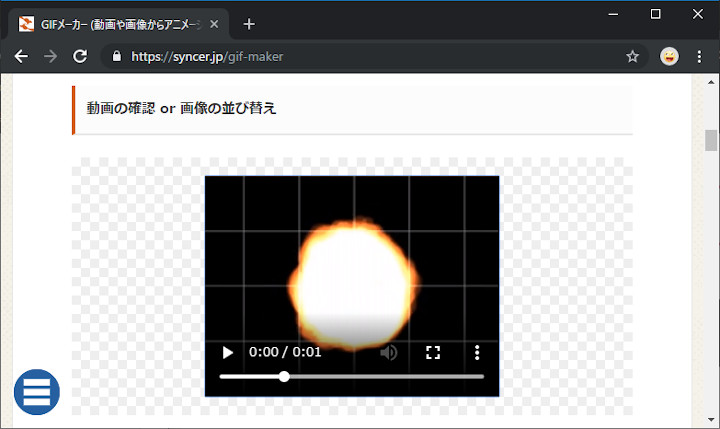 GIFメーカー (動画や画像からアニメーシ
https://syncer.jp/gif-maker
動画の確認 or 画像の並び替え
0:00 / 0:01